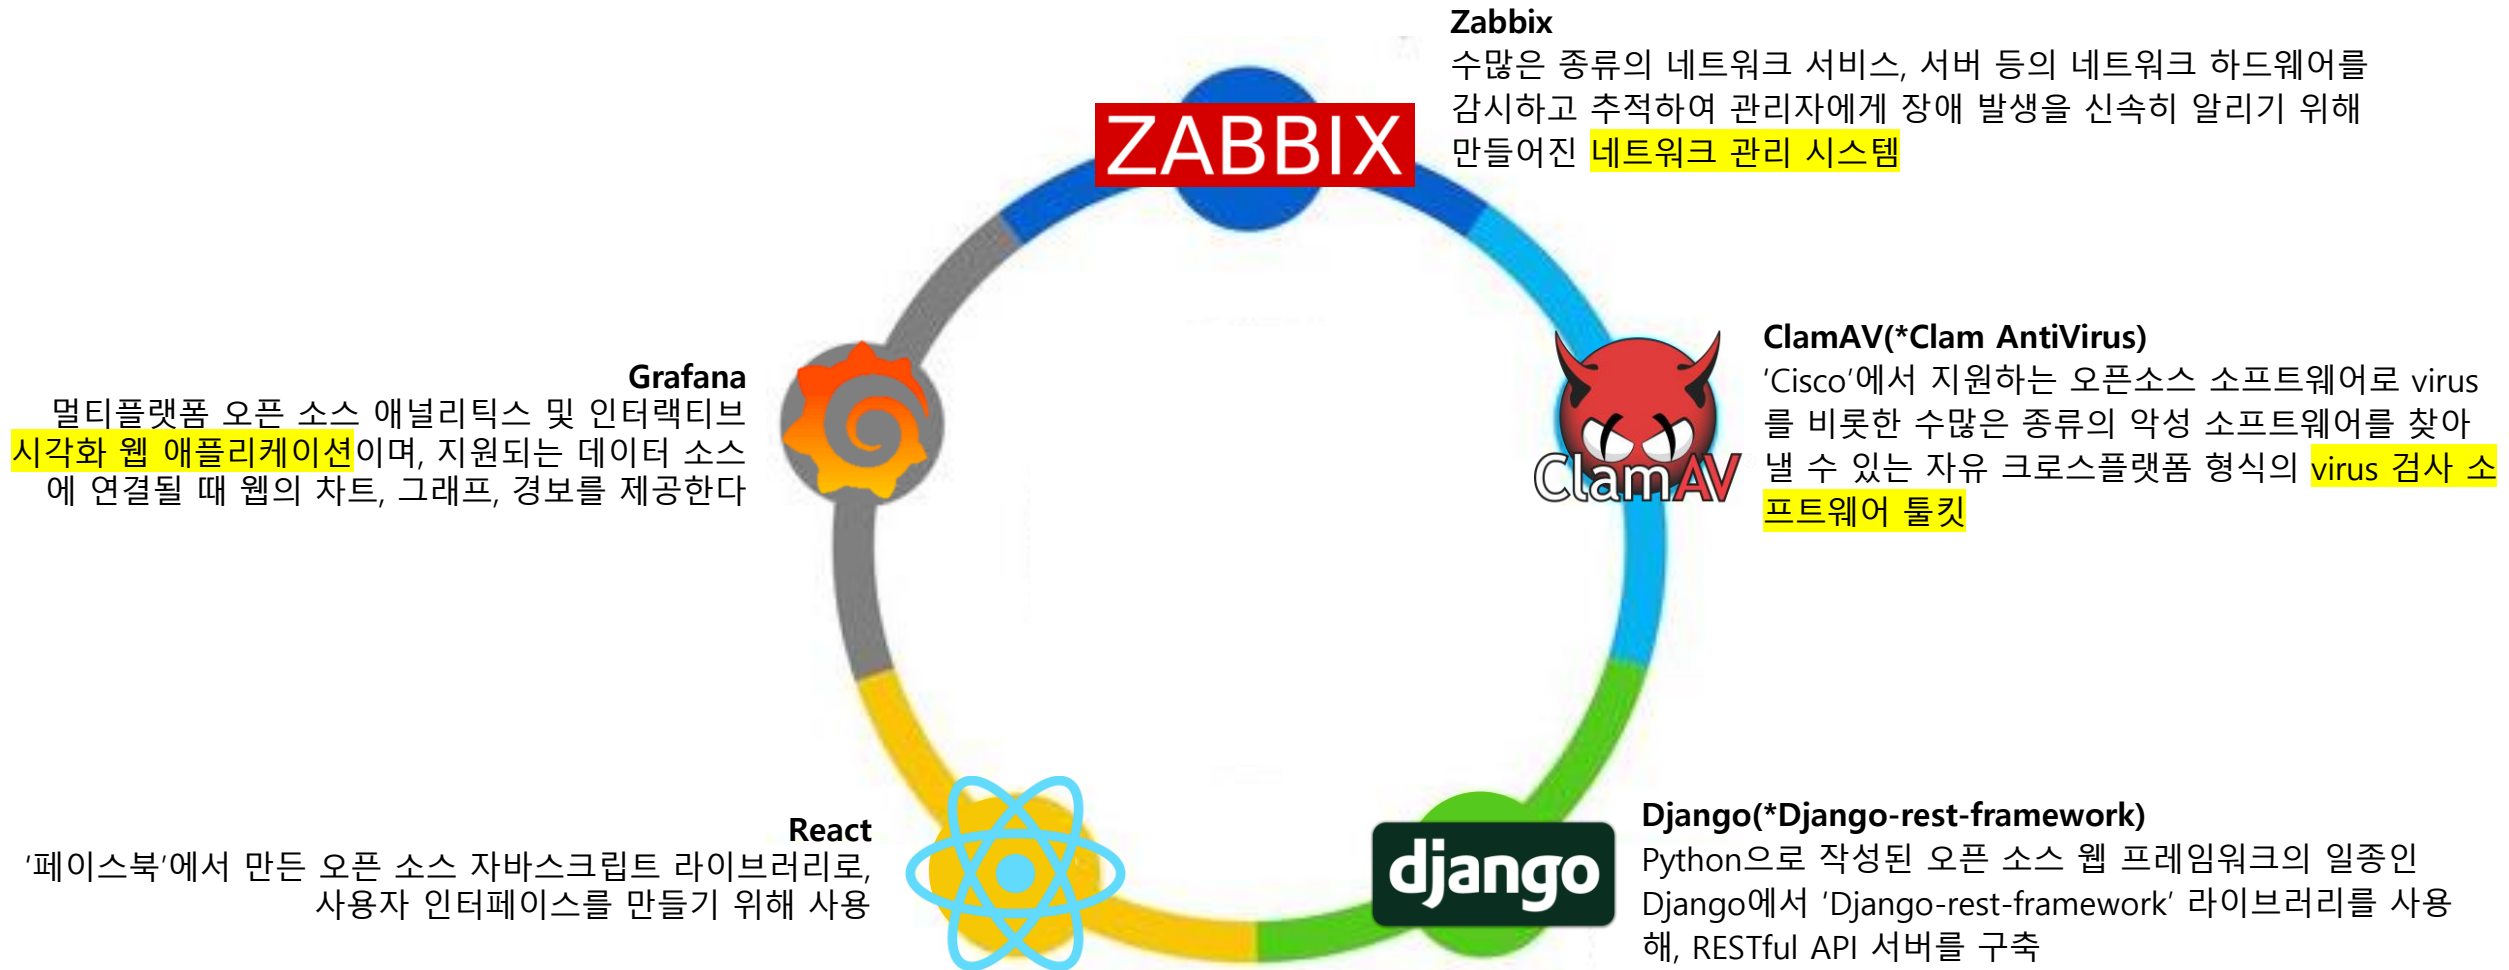 Zabbix
수많은 종류의 네트워크 서비스, 서버 등의 네트워크 하드웨어를
감시하고 추적하여 관리자에게 장애 발생을 신속히 알리기 위해
만들어진 네트워크 관리 시스템
ZABBIX
ClamAV(*Clam AntiVirus)
‘Cisco’에서 지원하는 오픈소스 소프트웨어로 virus
를 비롯한 수많은 종류의 악성 소프트웨어를 찾아
낼 수 있는 자유 크로스플랫폼 형식의 virus 검사 소
프트웨어 툴킷
ClamAV
Grafana
멀티플랫폼 오픈 소스 애널리틱스 및 인터랙티브
시각화 웹 애플리케이션이며, 지원되는 데이터 소스
에 연결될 때 웹의 차트, 그래프, 경보를 제공한다
React
‘페이스북’에서 만든 오픈 소스 자바스크립트 라이브러리로,
사용자 인터페이스를 만들기 위해 사용
django
Django(*Django-rest-framework)
Python으로 작성된 오픈 소스 웹 프레임워크의 일종인
Django에서 ‘Django-rest-framework’ 라이브러리를 사용
해, RESTful API 서버를 구축